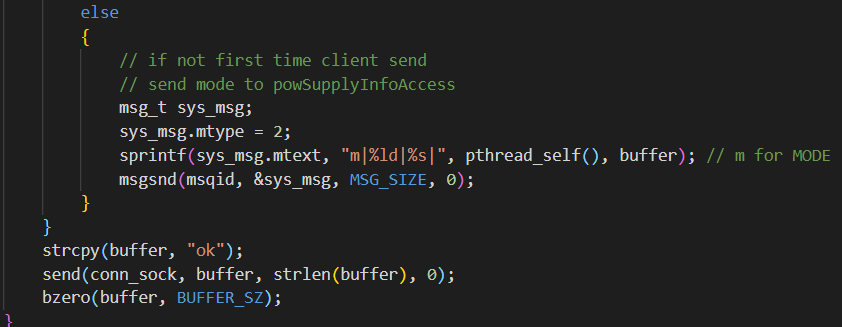 else
{
// if not first time client send
// send mode to powSupplyInfoAccess
msg_t sys_msg;
sys_msg.mtype = 2;
sprintf(sys_msg.mtext, "m|%ld|%s|", pthread_self(), buffer); // m for MODE
msgsnd(msqid, &sys_msg, MSG_SIZE, 0);
}
}
strcpy(buffer, "ok");
send(conn_sock, buffer, strlen(buffer), 0);
bzero(buffer, BUFFER_SZ);
}